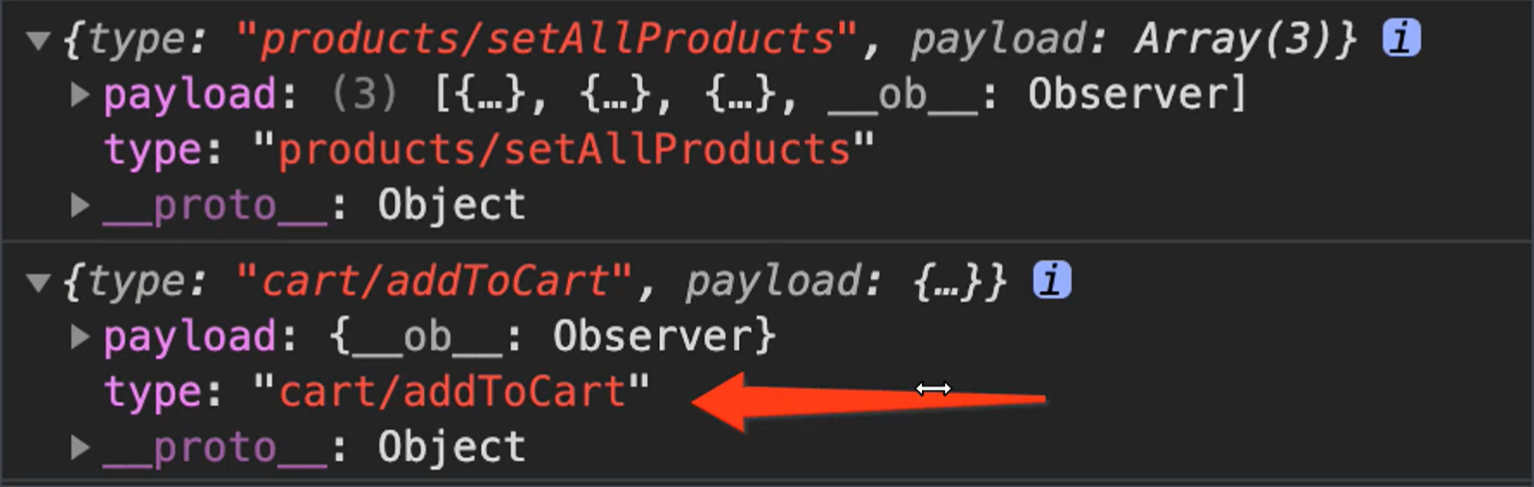 {type: "products/setAllProducts", payload: Array(3)} i
payload: (3) [{…}, {…}, {…}, __ob__: Observer]
type: "products/setAllProducts"
__proto__: Object
{type: "cart/addToCart", payload: {…}} i
payload: {__ob__: Observer}
type: "cart/addToCart"
__proto__: Object